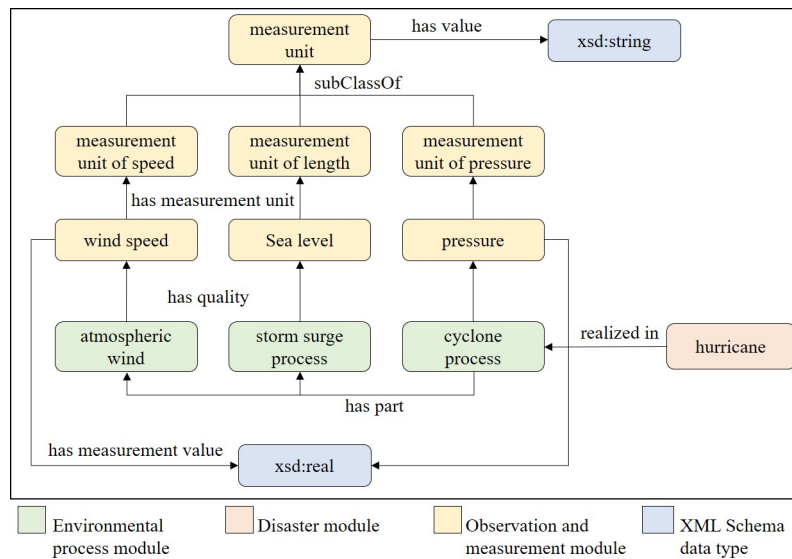 measurement
unit
has value
xsd:string
subClassOf
measurement
unit of speed
measurement
unit of length
measurement
unit of pressure
has measurement unit
wind speed
Sea level
pressure
has quality
atmospheric
wind
storm surge
process
cyclone
process
realized in
hurricane
has part
has measurement value
xsd:real
Environmental
process module
Disaster module
Observation and
measurement module
XML Schema
data type